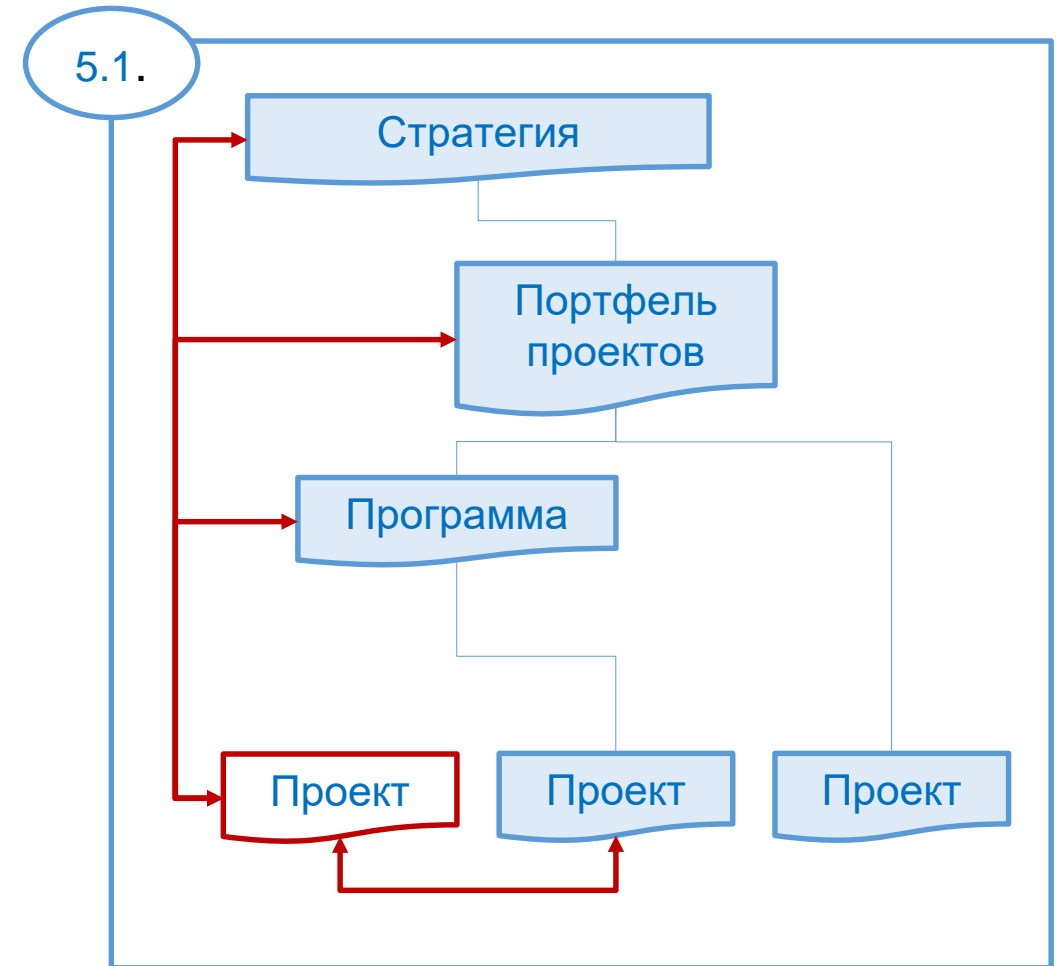 5.1.
Стратегия
Портфель
проектов
Программа
Проект
Проект
Проект